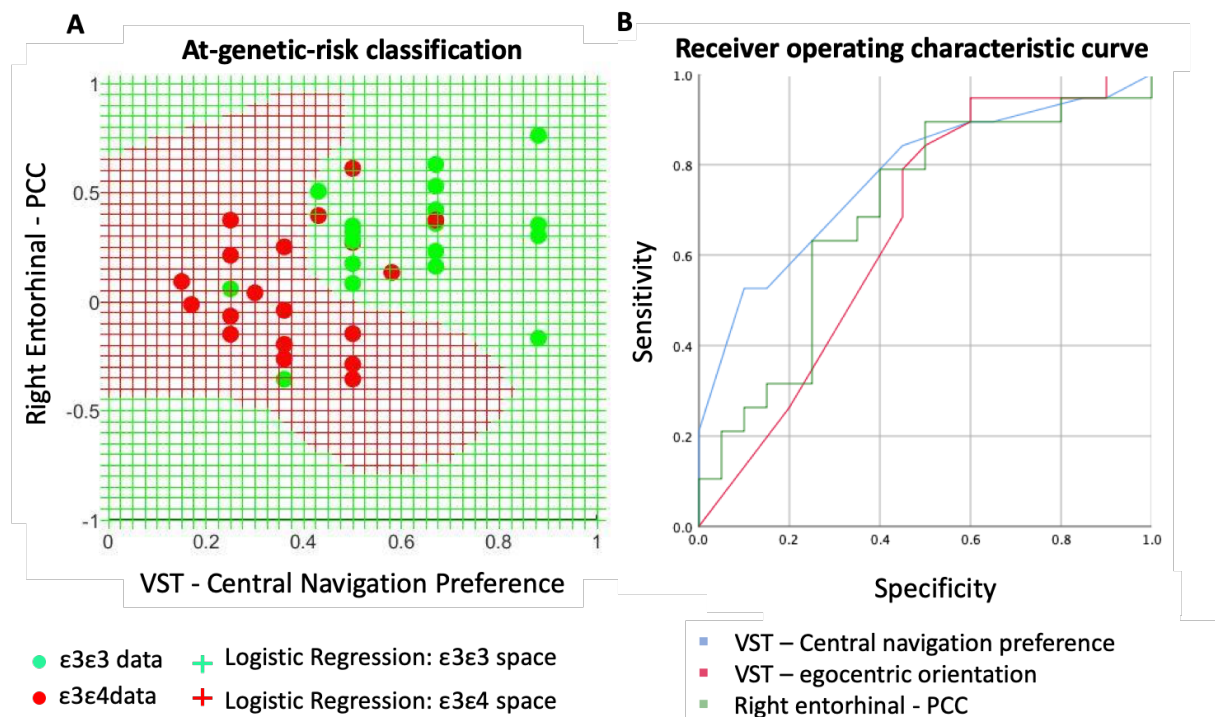 A
At-genetic-risk classification
1
0.5
0
-0.5
-1
0
0.2
0.4
0.6
0.8
1
Right Entorhinal - PCC
VST - Central Navigation Preference
ε3ε3 data
Logistic Regression: ε3ε3 space
ε3ε4data
Logistic Regression: ε3ε4 space
B
Receiver operating characteristic curve
1.0
0.8
0.6
0.4
0.2
0.0
0.0
0.2
0.4
0.6
0.8
1.0
Sensitivity
Specificity
VST – Central navigation preference
VST – egocentric orientation
Right entorhinal - PCC